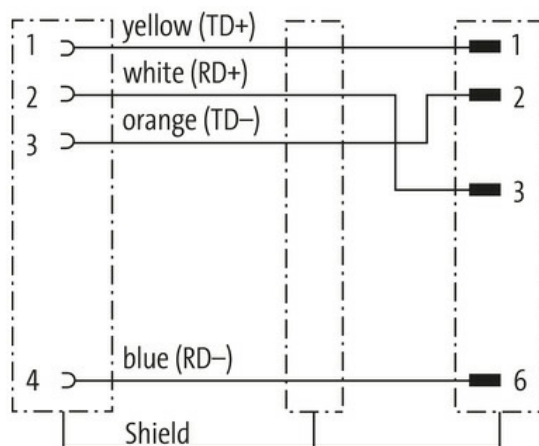 1 yellow (TD+) 1
2 white (RD+) 2
3 orange (TD–)
3
4 blue (RD–) 6
Shield